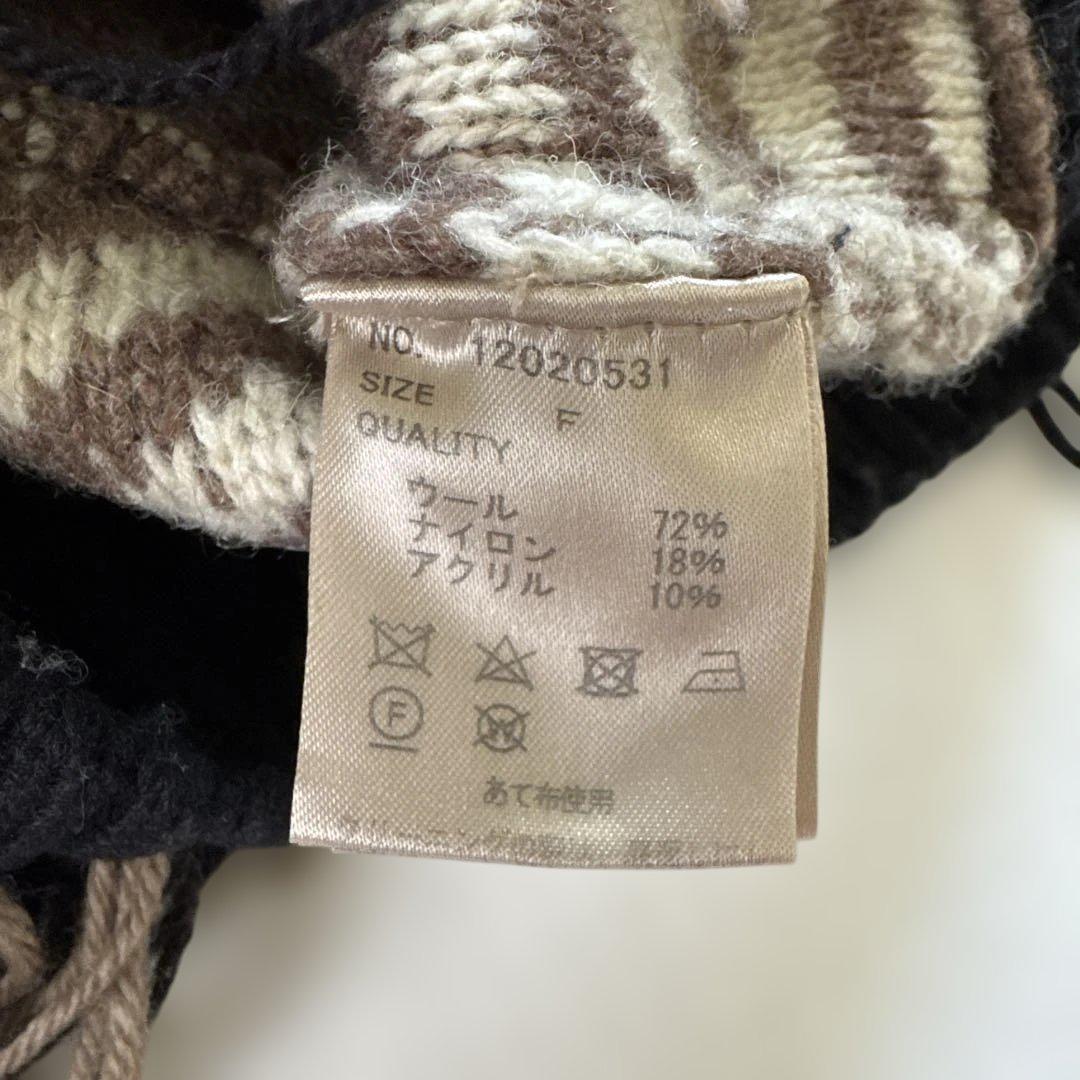 NO. 12020531
SIZE F
QUALITY
ウール 72%
ナイロン 18%
アクリル 10%
F
W
あて布使用